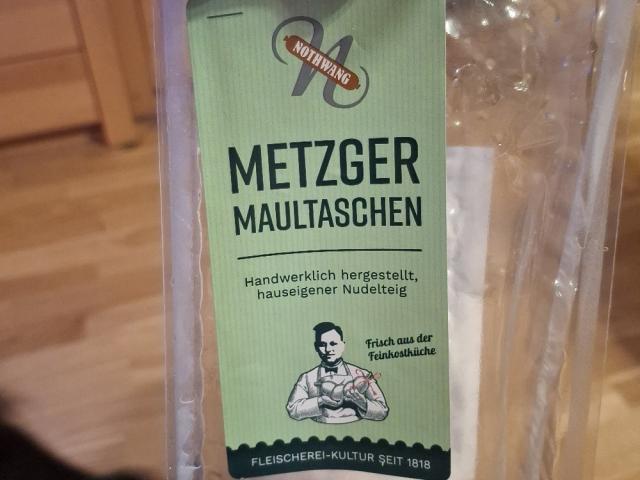 NOTHWANG
METZGER
MAULTASCHEN
Handwerklich hergestellt,
hauseigener Nudelteig
Frisch aus der
Feinkostküche
FLEISCHEREI-KULTUR SEIT 1818